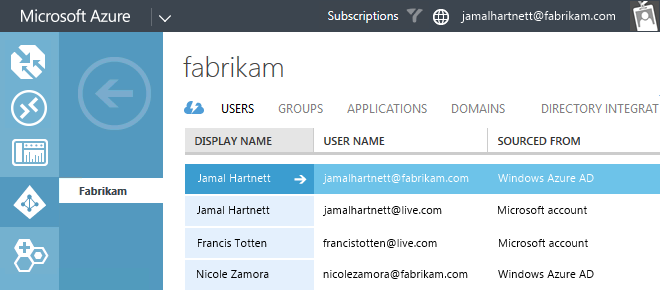 Microsoft Azure Subscriptions jamalhartnett@fabrikam.com
fabrikam
USERS GROUPS APPLICATIONS DOMAINS DIRECTORY INTEGRAT
DISPLAY NAME USER NAME SOURCED FROM
Jamal Hartnett jamalhartnett@fabrikam.com Windows Azure AD
Fabrikam
Jamal Hartnett jamalhartnett@live.com Microsoft account
Francis Totten francistotten@live.com Microsoft account
Nicole Zamora nicolezamora@fabrikam.com Windows Azure AD